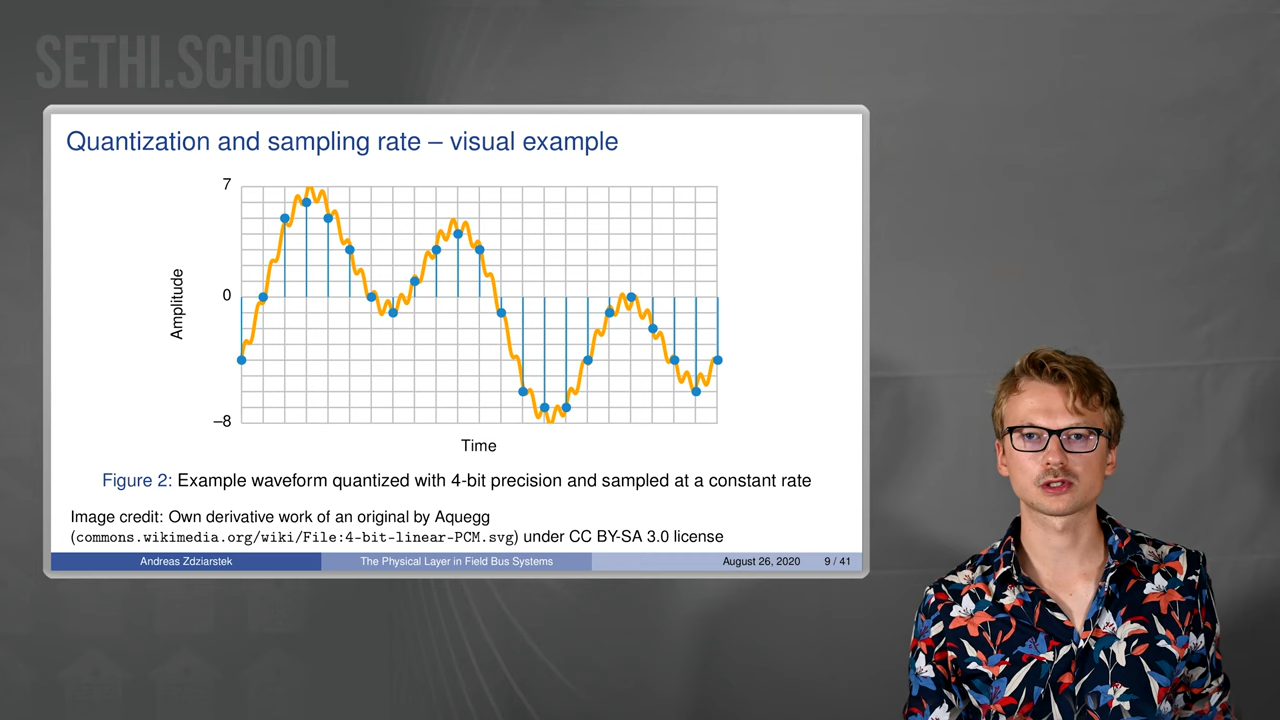 SETHI.SCHOOL
Quantization and sampling rate – visual example
7
Amplitude
0
–8
Time
Figure 2: Example waveform quantized with 4-bit precision and sampled at a constant rate
Image credit: Own derivative work of an original by Aquegg
(commons.wikimedia.org/wiki/File:4-bit-linear-PCM.svg) under CC BY-SA 3.0 license
Andreas Zdziarstek The Physical Layer in Field Bus Systems August 26, 2020 9 / 41